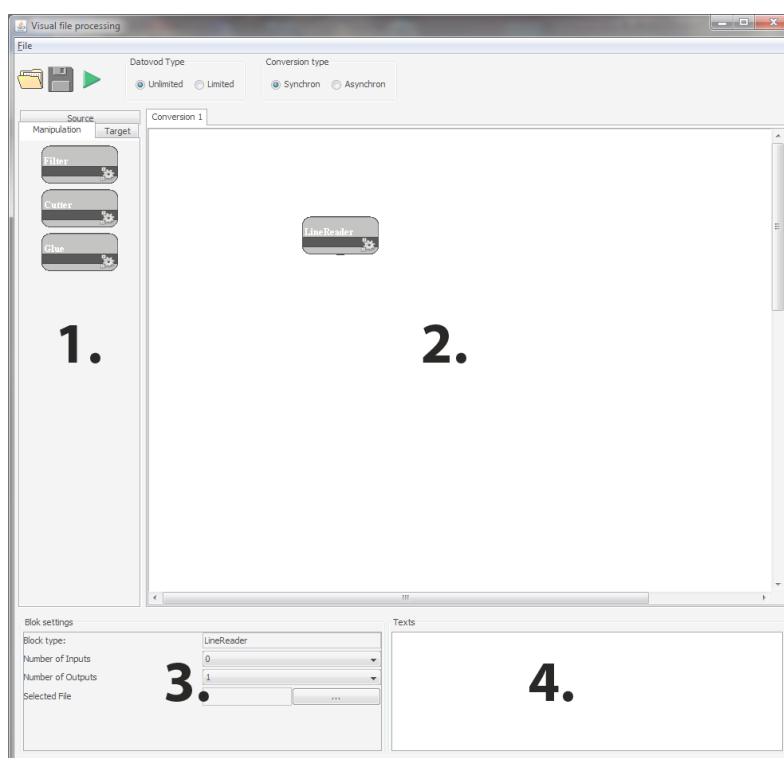 Visual file processing
File
Datovod Type
Conversion type
Unlimited Limited
Synchron Asynchron
Source
Manipulation Target
Conversion 1
Filter
Cutter
Glue
LineReader
1.
2.
Blok settings
Block type: LineReader
Number of Inputs 0
Number of Outputs 1
Selected File ...
3.
Texts
4.